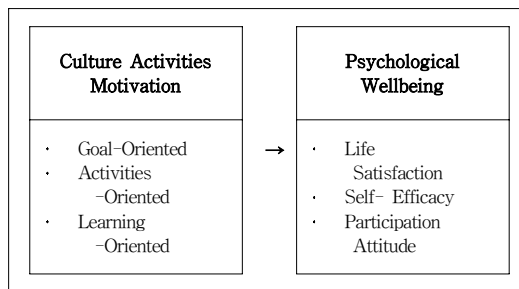 Culture Activities
Motivation
· Goal-Oriented
· Activities
-Oriented
· Learning
-Oriented
→
Psychological
Wellbeing
· Life
Satisfaction
· Self- Efficacy
· Participation
Attitude